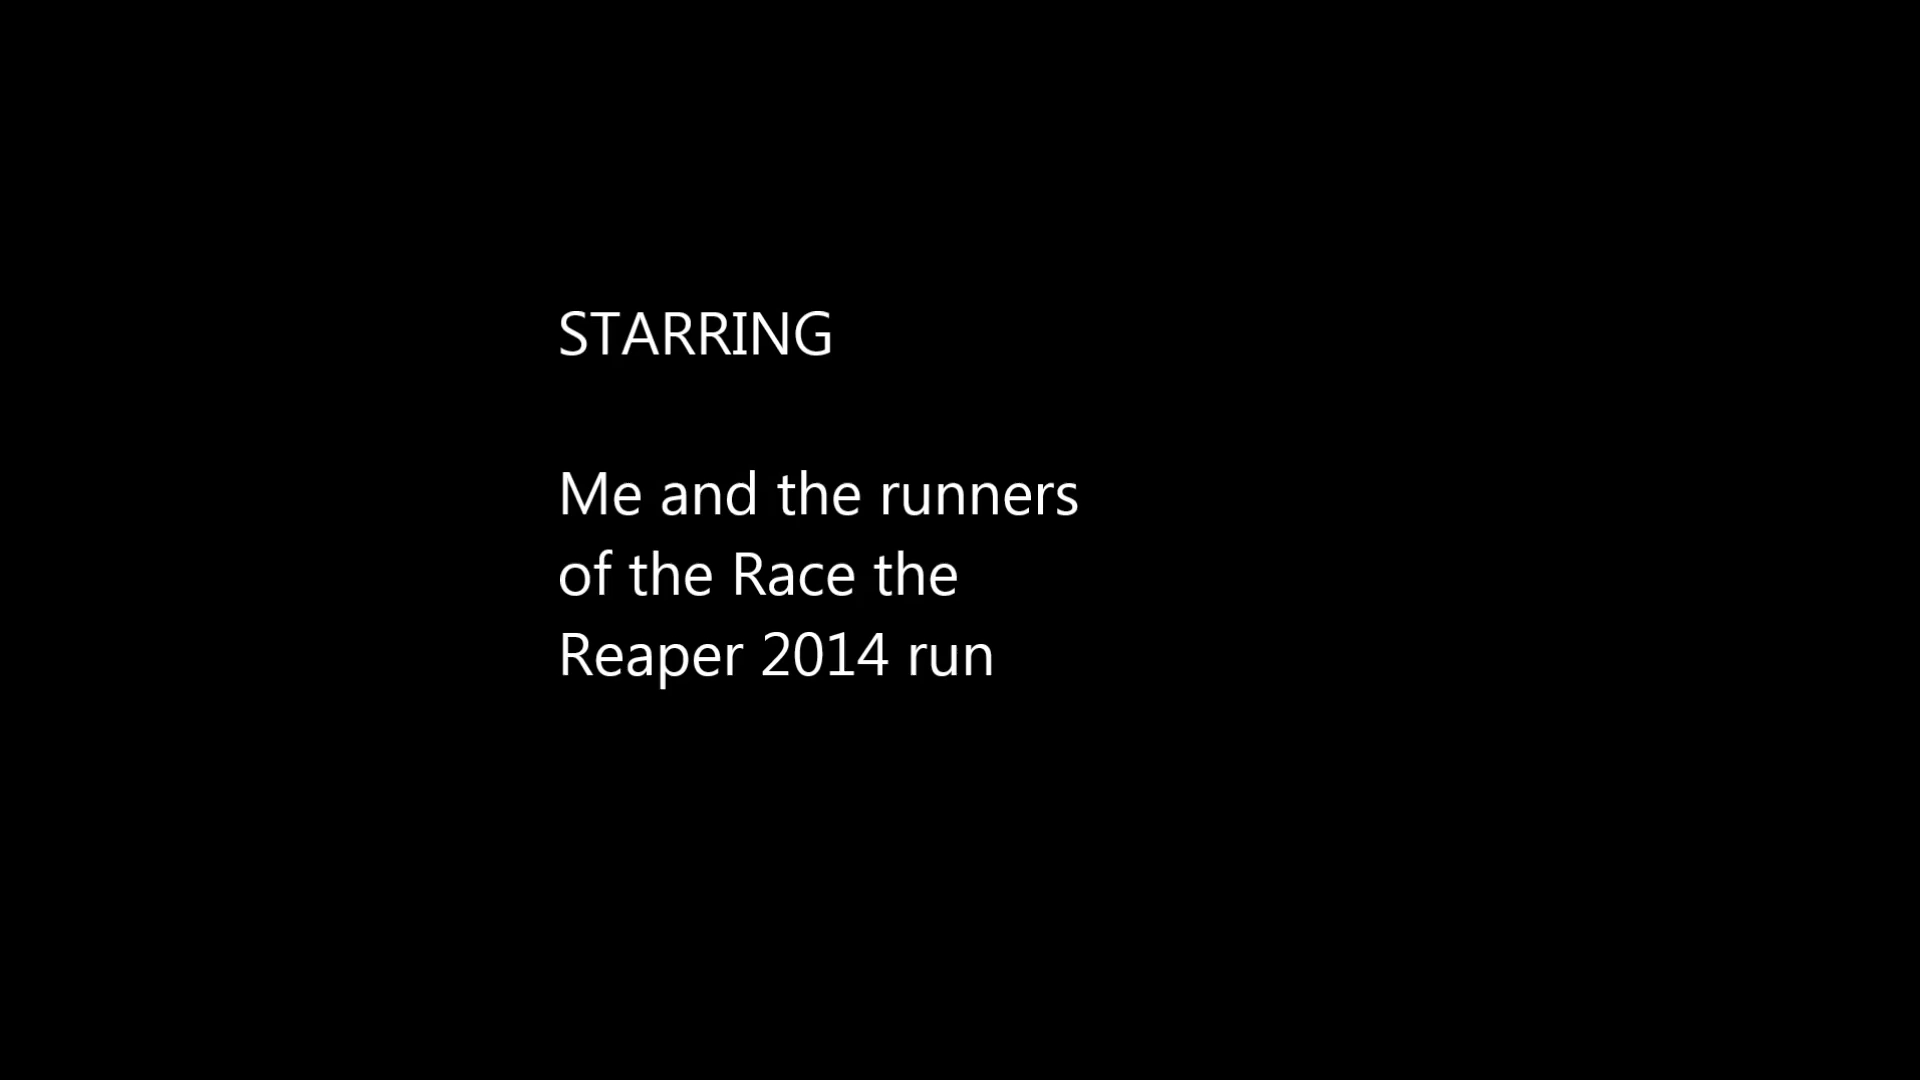 STARRING
Me and the runners
of the Race the
Reaper 2014 run